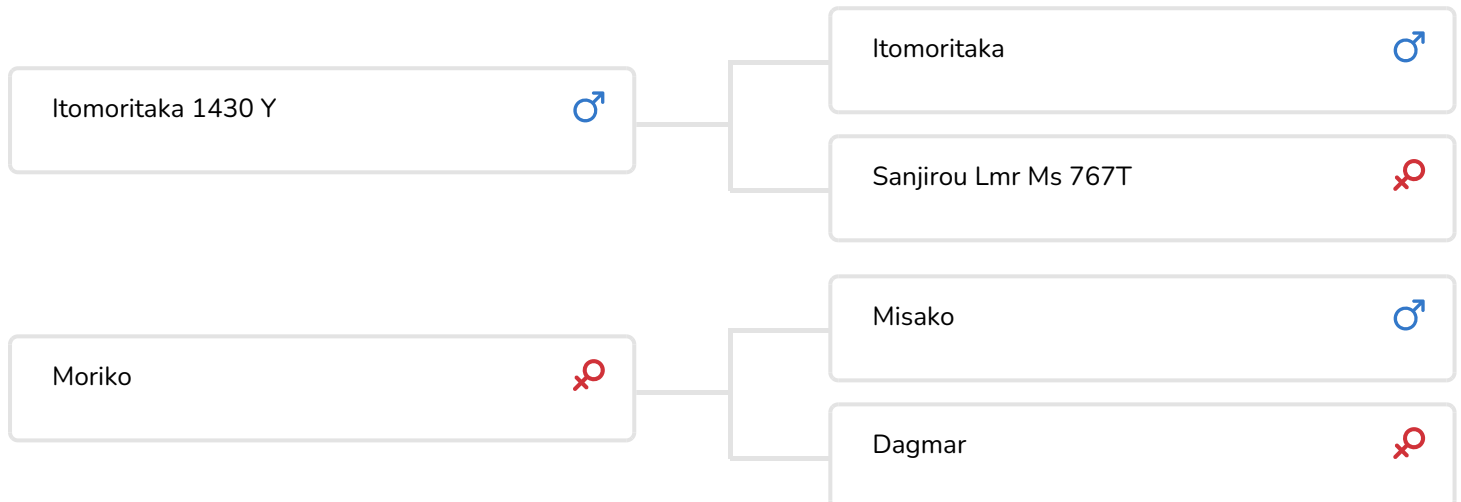 Itomoritaka
Itomoritaka 1430 Y
Sanjirou Lmr Ms 767T
Misako
Moriko
Dagmar